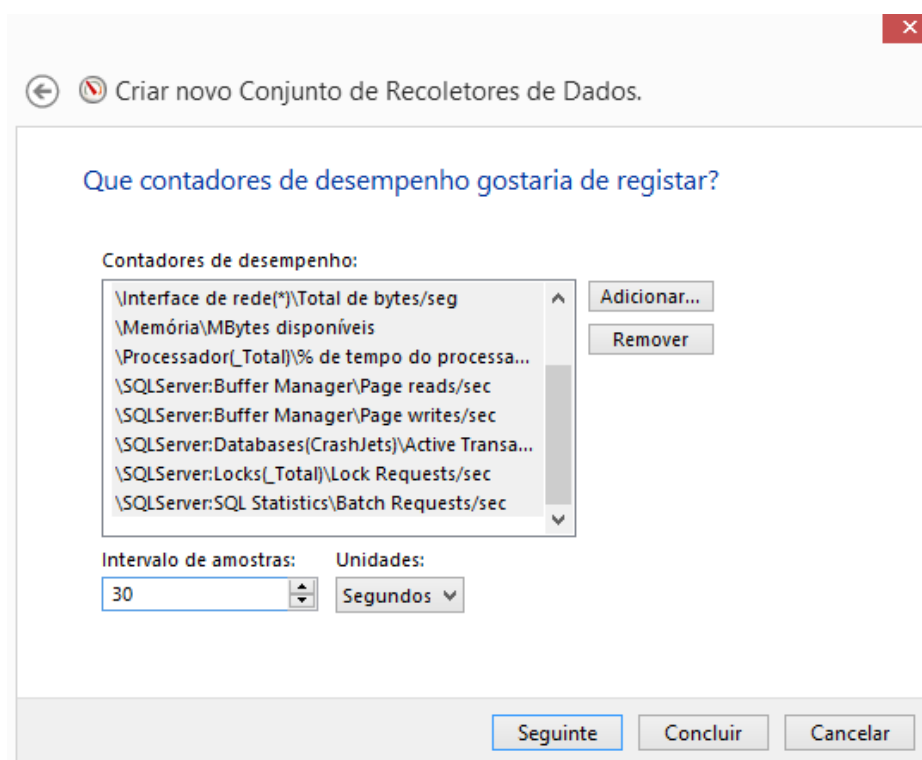 Criar novo Conjunto de Recoletores de Dados.
Que contadores de desempenho gostaria de registar?
Contadores de desempenho:
\Interface de rede(*)\Total de bytes/seg
\Memória\MBytes disponíveis
\Processador(_Total)\% de tempo do processa...
\SQLServer:Buffer Manager\Page reads/sec
\SQLServer:Buffer Manager\Page writes/sec
\SQLServer:Databases(CrashJets)\Active Transa...
\SQLServer:Locks(_Total)\Lock Requests/sec
\SQLServer:SQL Statistics\Batch Requests/sec
Adicionar...
Remover
Intervalo de amostras: Unidades:
30 Segundos
Seguinte Concluir Cancelar